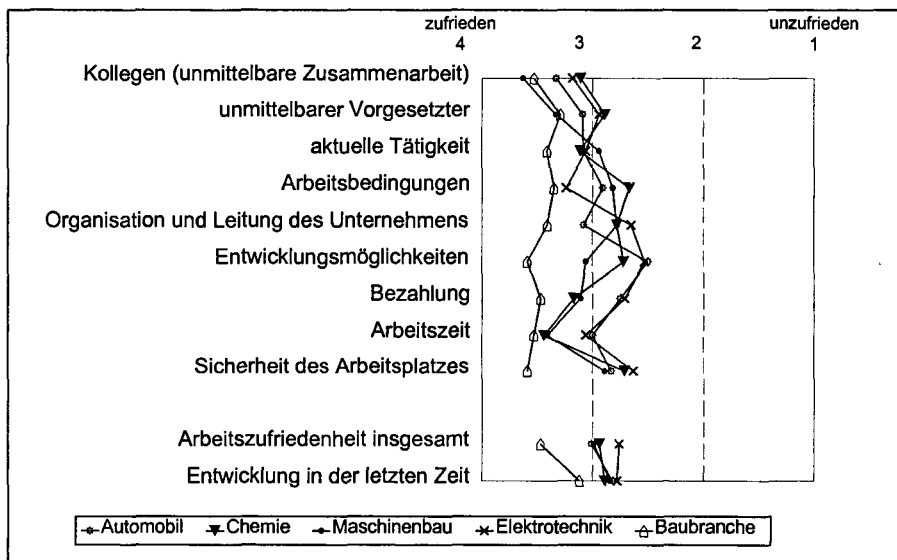 zufrieden unzufrieden
4 3 2 1
Kollegen (unmittelbare Zusammenarbeit)
unmittelbarer Vorgesetzter
aktuelle Tätigkeit
Arbeitsbedingungen
Organisation und Leitung des Unternehmens
Entwicklungsmöglichkeiten
Bezahlung
Arbeitszeit
Sicherheit des Arbeitsplatzes
Arbeitszufriedenheit insgesamt
Entwicklung in der letzten Zeit
Automobil Chemie Maschinenbau Elektrotechnik Baubranche